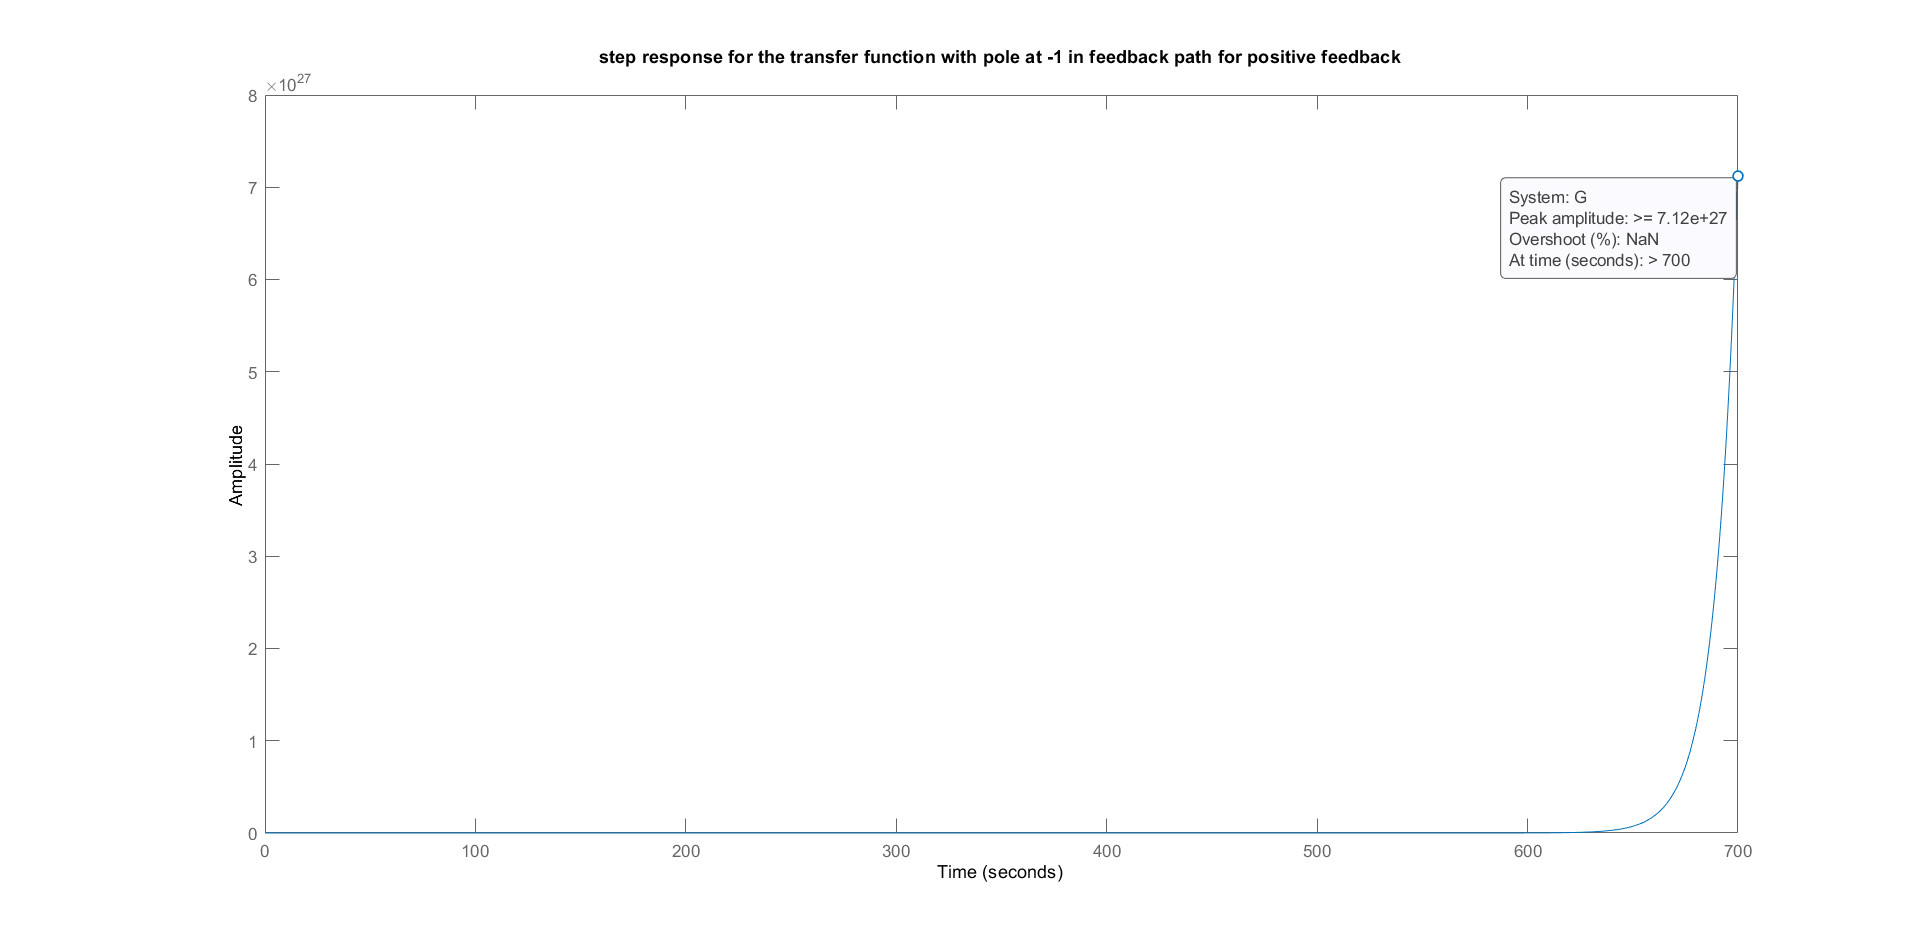 step response for the transfer function with pole at -1 in feedback path for positive feedback
×10^27
8
7
6
5
4
3
2
1
0
Amplitude
System: G
Peak amplitude: >= 7.12e+27
Overshoot (%): NaN
At time (seconds): > 700
0 100 200 300 400 500 600 700
Time (seconds)